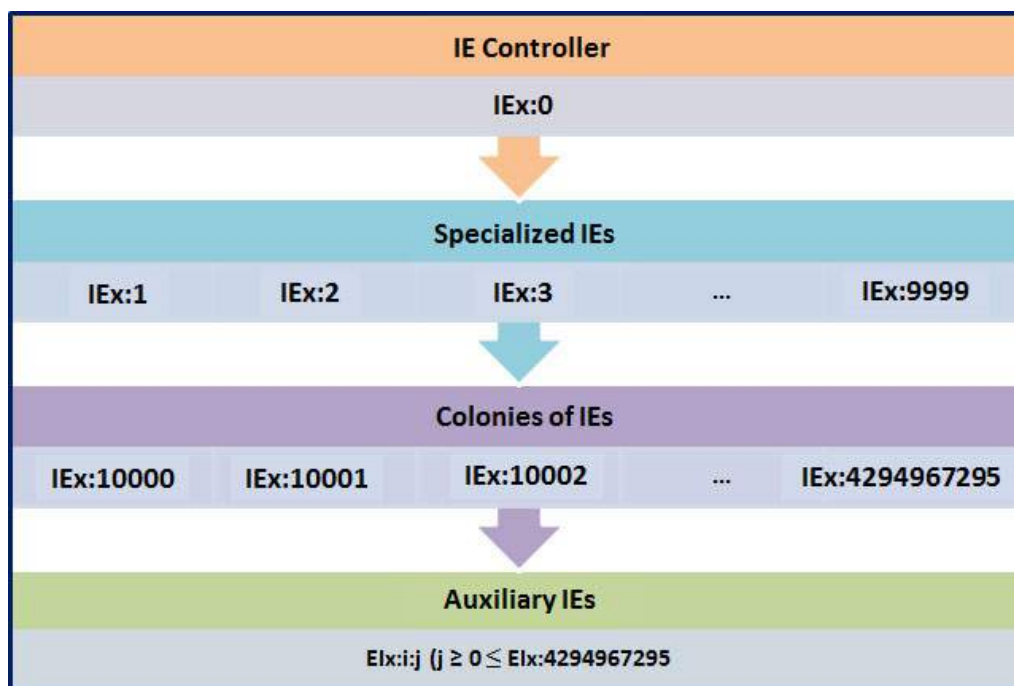 IE Controller
IEx:0
Specialized IEs
IEx:1 IEx:2 IEx:3 ... IEx:9999
Colonies of IEs
IEx:10000 IEx:10001 IEx:10002 ... IEx:4294967295
Auxiliary IEs
EIx:i:j (j ≥ 0 ≤ EIx:4294967295